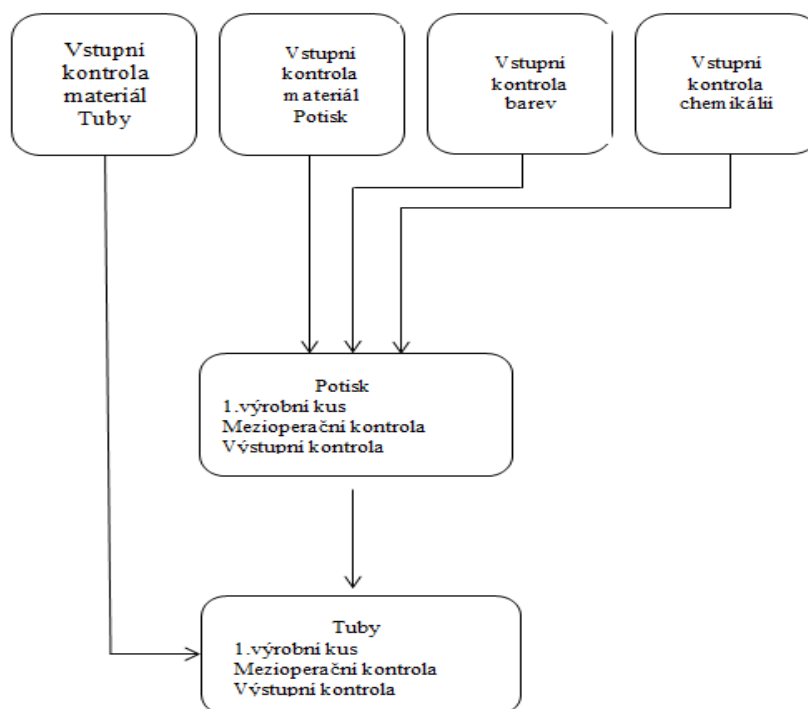 Vstupní
kontrola
materiál
Tuby
Vstupní
kontrola
materiál
Potisk
Vstupní
kontrola
barev
Vstupní
kontrola
chemikálií
Potisk
1.výrobní kus
Mezioperační kontrola
Výstupní kontrola
Tuby
1.výrobní kus
Mezioperační kontrola
Výstupní kontrola